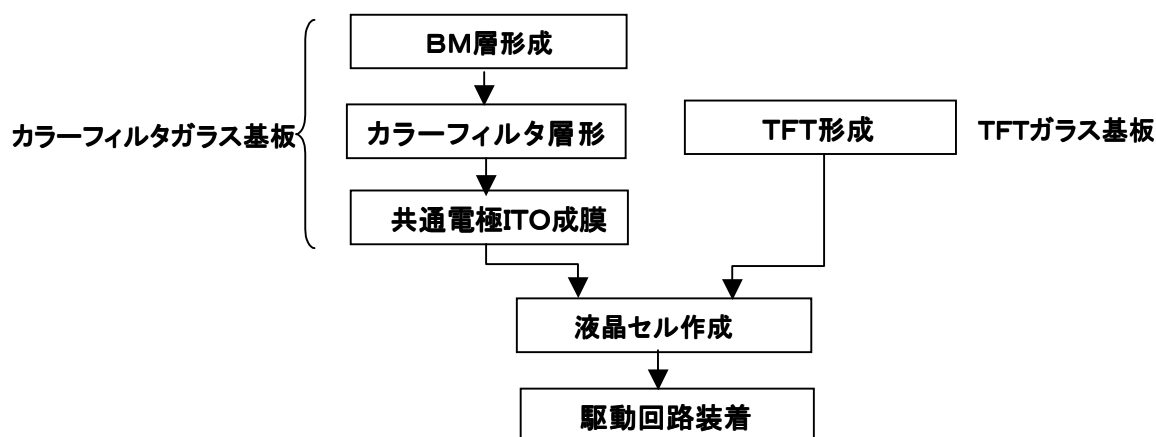 BM層形成
カラーフィルタガラス基板
カラーフィルタ層形
TFT形成
TFTガラス基板
共通電極ITO成膜
液晶セル作成
駆動回路装着